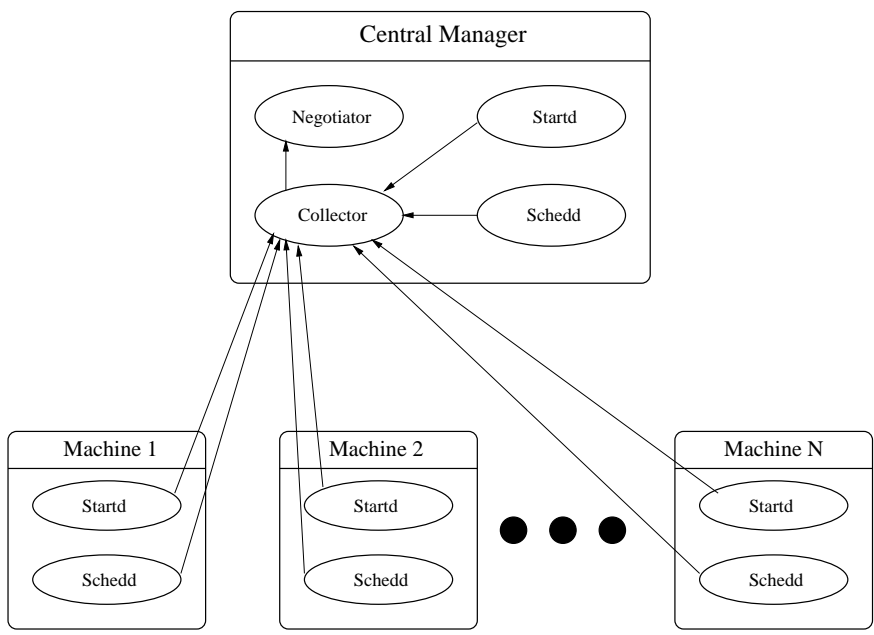 Central Manager
Negotiator
Startd
Collector
Schedd
Machine 1
Startd
Schedd
Machine 2
Startd
Schedd
Machine N
Startd
Schedd